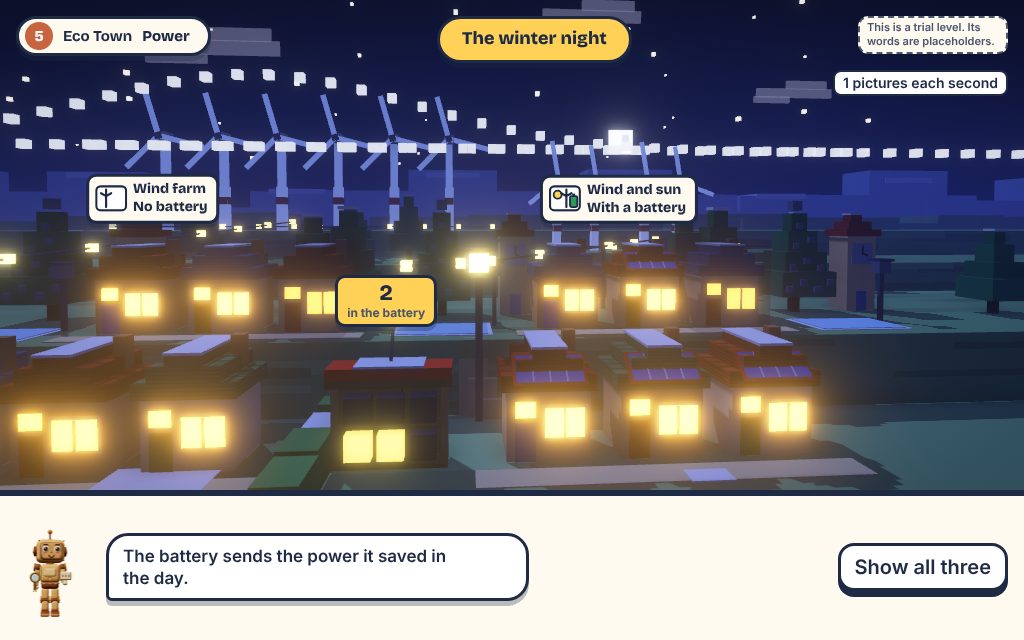 5 Eco Town Power
The winter night
This is a trial level. Its
words are placeholders.
1 pictures each second
Wind farm
No battery
Wind and sun
With a battery
2
in the battery
The battery sends the power it saved in
the day.
Show all three